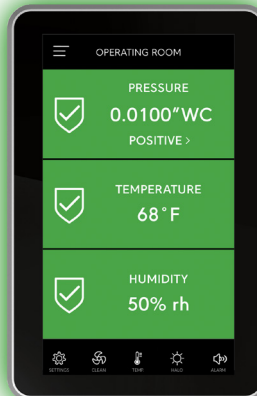 OPERATING ROOM
PRESSURE
0.0100"WC
POSITIVE >
TEMPERATURE
68°F
HUMIDITY
50% rh
SETTINGS CLEAN TEMP. HALO ALARM